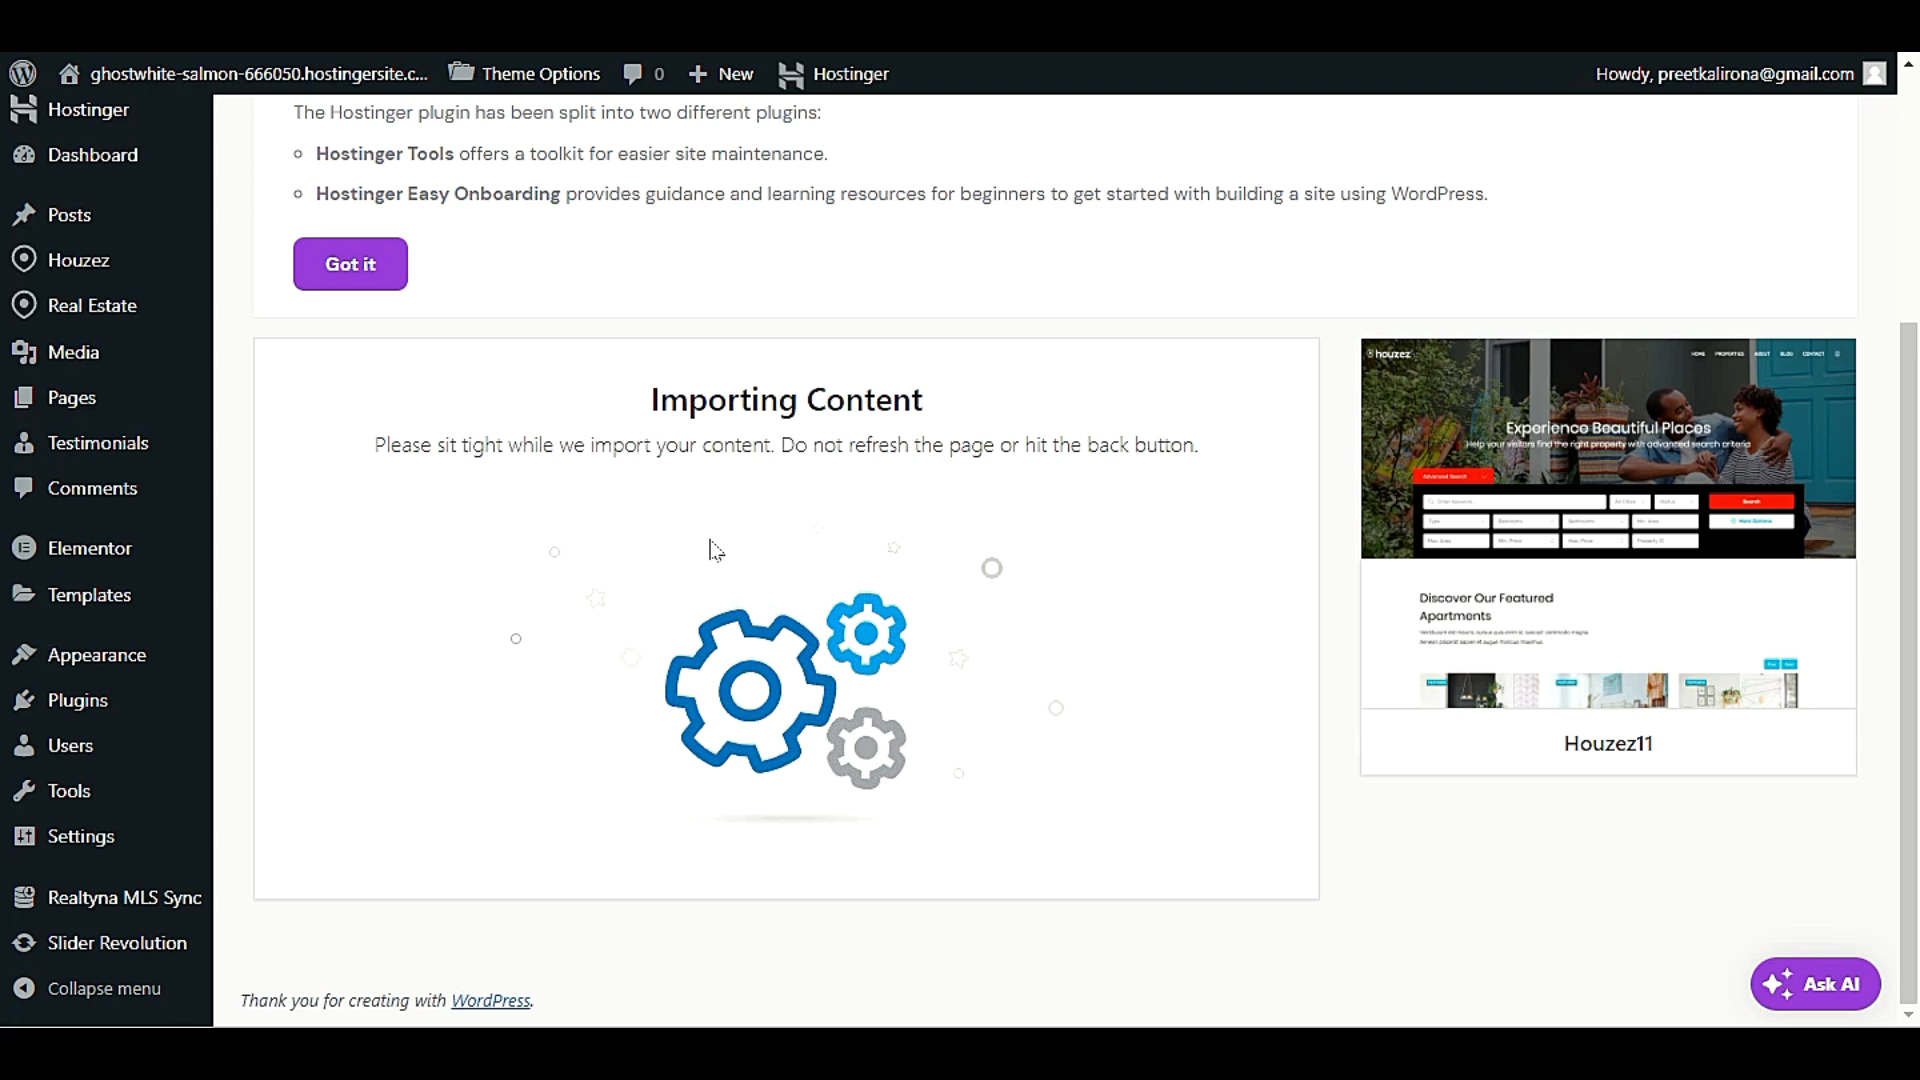 ghostwhite-salmon-666050.hostingersite.c... Theme Options 0 New Hostinger Howdy, preetkalirona@gmail.com
Hostinger
Dashboard
Posts
Houzez
Real Estate
Media
Pages
Testimonials
Comments
Elementor
Templates
Appearance
Plugins
Users
Tools
Settings
Realtyna MLS Sync
Slider Revolution
Collapse menu
The Hostinger plugin has been split into two different plugins:
Hostinger Tools offers a toolkit for easier site maintenance.
Hostinger Easy Onboarding provides guidance and learning resources for beginners to get started with building a site using WordPress.
Got it
Importing Content
Please sit tight while we import your content. Do not refresh the page or hit the back button.
houzez
HOME PROPERTIES ABOUT BLOG CONTACT
Experience Beautiful Places
Help your visitors find the right property with advanced search criteria
Advanced Search
Search
More Options
Discover Our Featured
Apartments
Houzez11
Thank you for creating with WordPress.
Ask AI